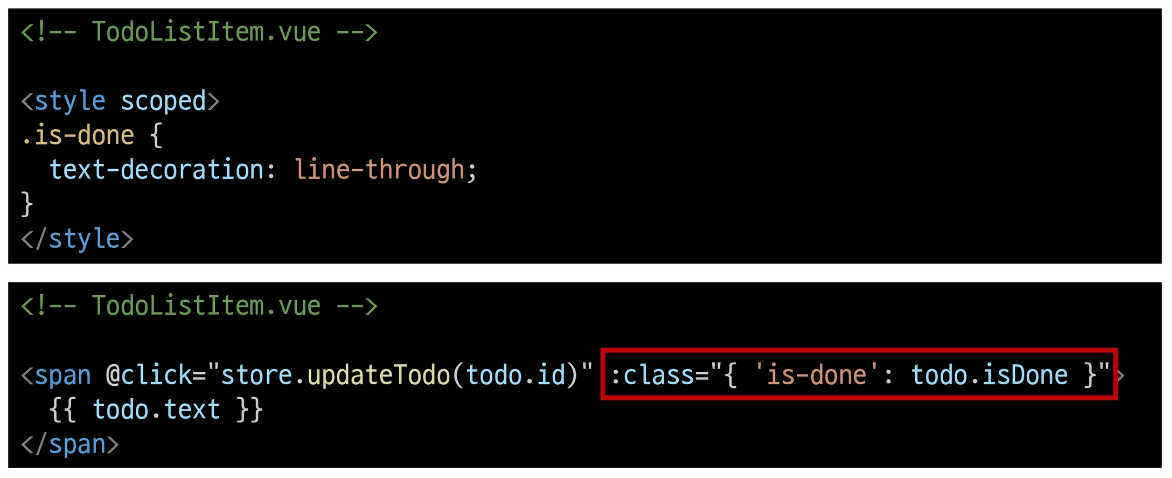 <!-- TodoListItem.vue -->
<style scoped>
.is-done {
  text-decoration: line-through;
}
</style>
<!-- TodoListItem.vue -->
<span @click="store.updateTodo(todo.id)" :class="{ 'is-done': todo.isDone }">
  {{ todo.text }}
</span>